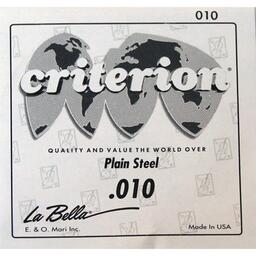 010
criterion®
QUALITY AND VALUE THE WORLD OVER
Plain Steel
.010
La Bella®
E. & O. Mari Inc.
Made In USA